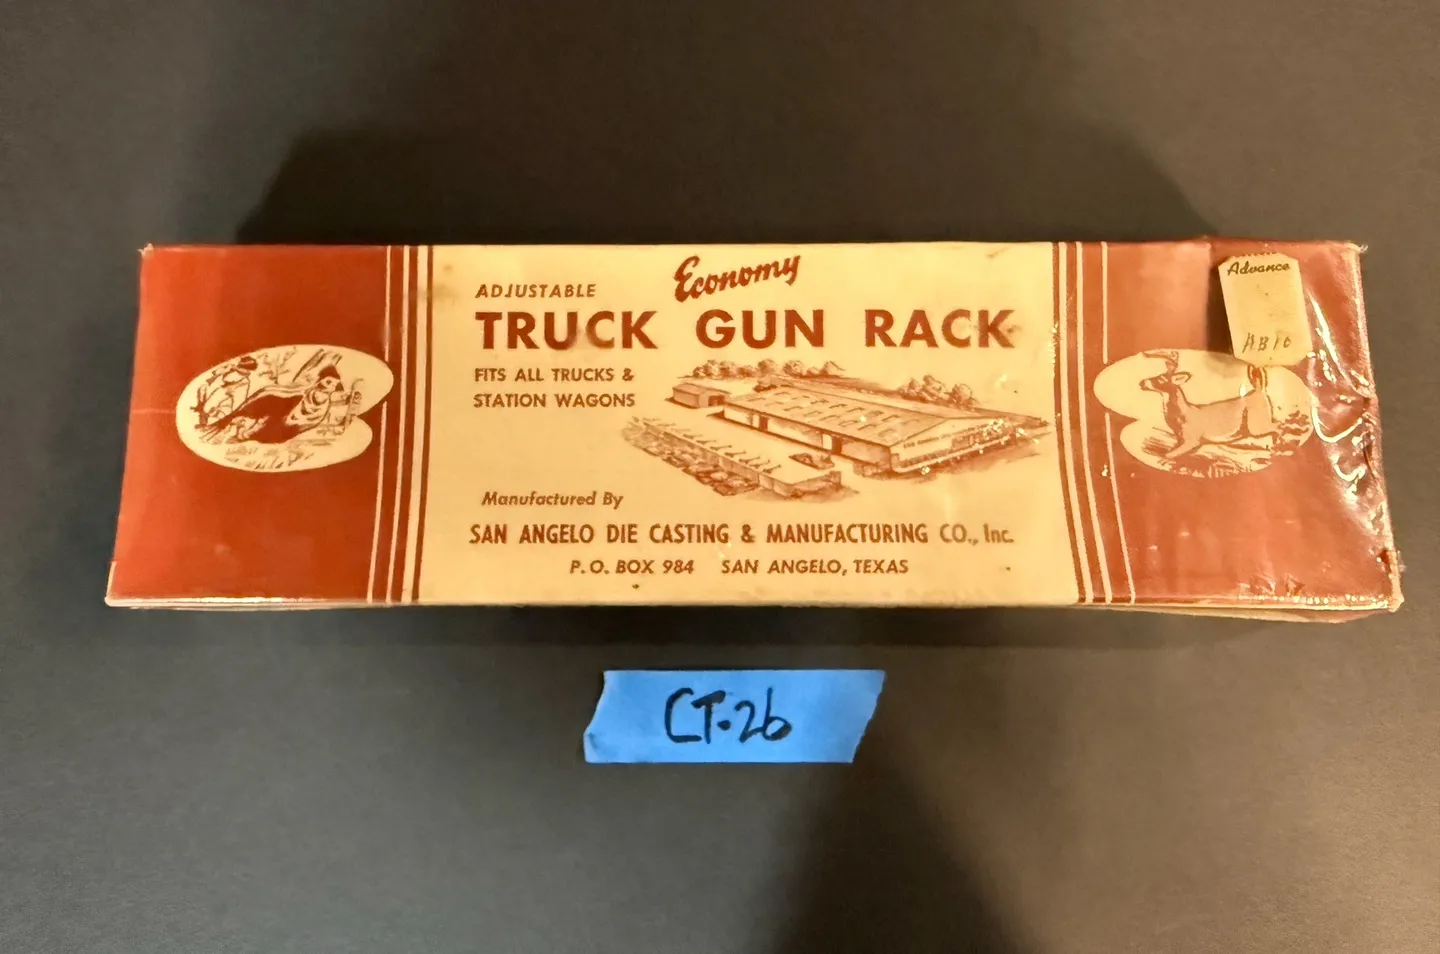 Economy
ADJUSTABLE
TRUCK GUN RACK
FITS ALL TRUCKS &
STATION WAGONS
Manufactured By
SAN ANGELO DIE CASTING & MANUFACTURING CO., Inc.
P.O. BOX 984 SAN ANGELO, TEXAS
Advance
CT-26